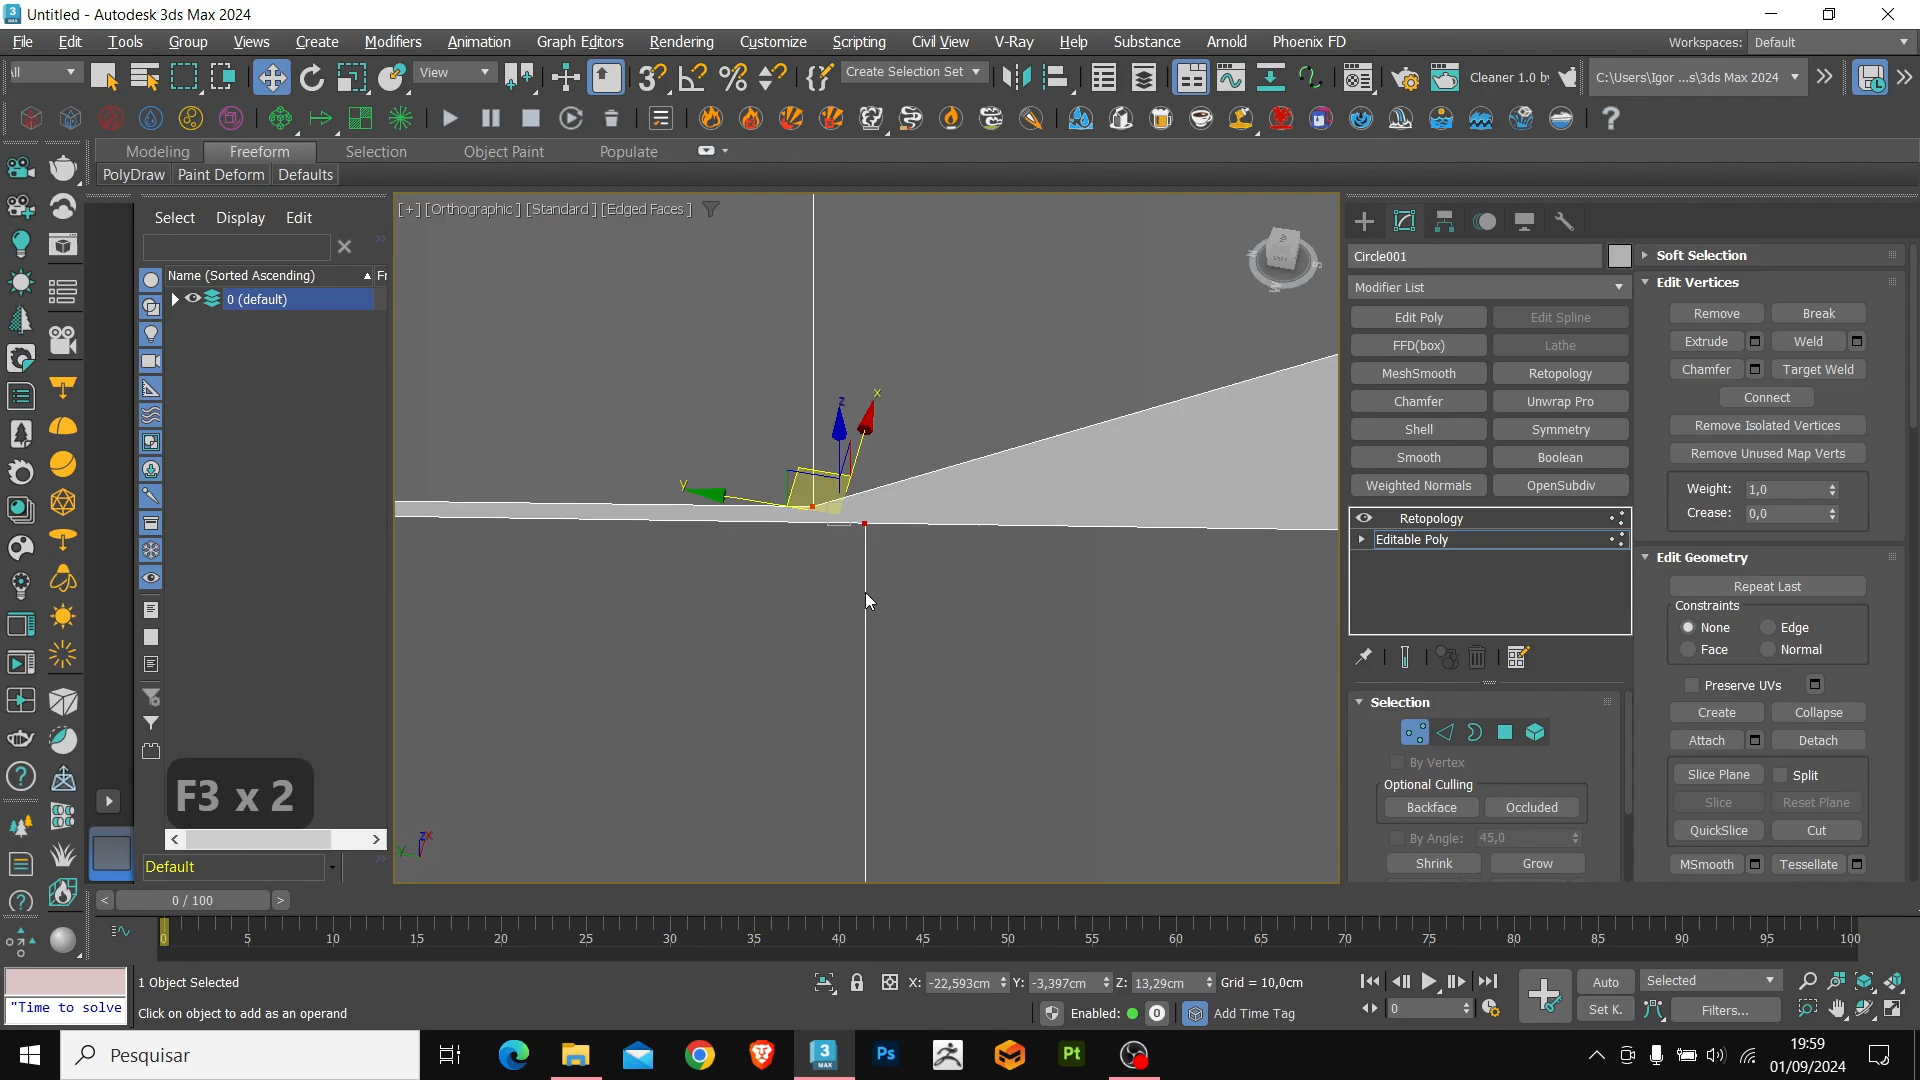 Untitled - Autodesk 3ds Max 2024
File Edit Tools Group Views Create Modifiers Animation Graph Editors Rendering Customize Scripting Civil View V-Ray Help Substance Arnold Phoenix FD Workspaces: Default
View Create Selection Set Cleaner 1.0 by C:\Users\Igor ...s\3ds Max 2024
Modeling Freeform Selection Object Paint Populate
PolyDraw Paint Deform Defaults
Select Display Edit
Name (Sorted Ascending) Fr
0 (default)
F3 x 2
Default
[+] [Orthographic ] [Standard ] [Edged Faces ]
z
x
y
Circle001
Modifier List
Edit Poly Edit Spline
FFD(box) Lathe
MeshSmooth Retopology
Chamfer Unwrap Pro
Shell Symmetry
Smooth Boolean
Weighted Normals OpenSubdiv
Retopology
Editable Poly
Selection
By Vertex
Optional Culling
Backface Occluded
By Angle: 45,0
Shrink Grow
Soft Selection
Edit Vertices
Remove Break
Extrude Weld
Chamfer Target Weld
Connect
Remove Isolated Vertices
Remove Unused Map Verts
Weight: 1,0
Crease: 0,0
Edit Geometry
Repeat Last
Constraints
None Edge
Face Normal
Preserve UVs
Create Collapse
Attach Detach
Slice Plane Split
Slice Reset Plane
QuickSlice Cut
MSmooth Tessellate
< 0 / 100 >
0 5 10 15 20 25 30 35 40 45 50 55 60 65 70 75 80 85 90 95 100
"Time to solve
1 Object Selected
Click on object to add as an operand
X: -22,593cm Y: -3,397cm Z: 13,29cm Grid = 10,0cm
Enabled: 0 Add Time Tag
0
Auto Selected
Set K. Filters...
Pesquisar
19:59
01/09/2024